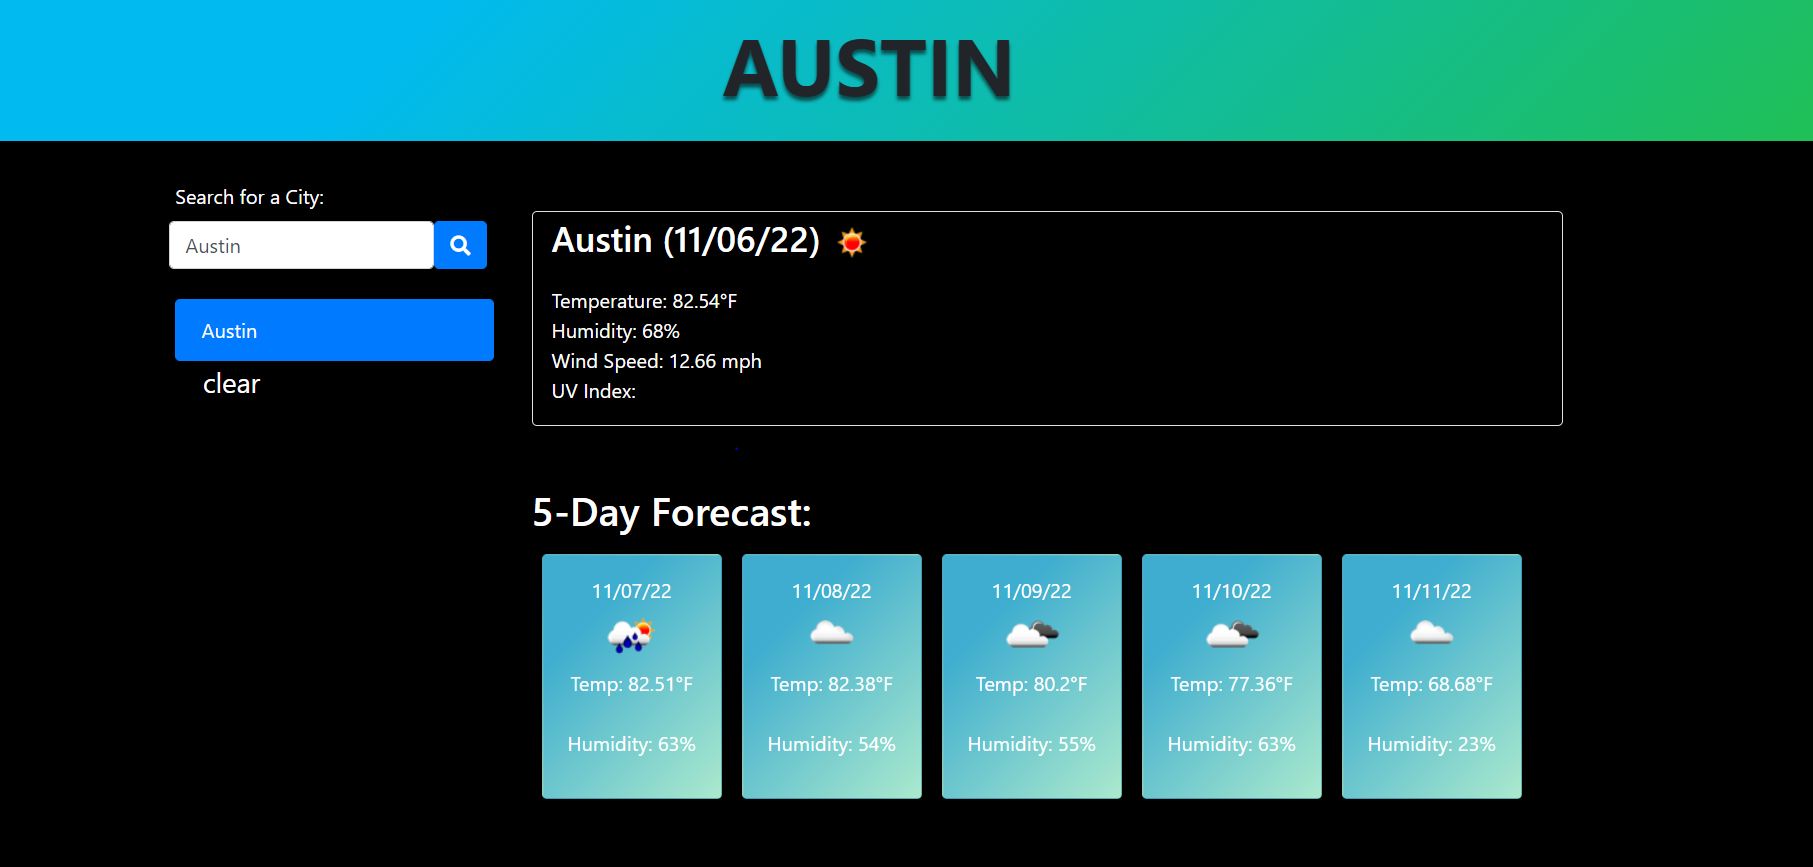 AUSTIN
Search for a City:
Austin
Austin
clear
Austin (11/06/22)
Temperature: 82.54°F
Humidity: 68%
Wind Speed: 12.66 mph
UV Index:
5-Day Forecast:
11/07/22
Temp: 82.51°F
Humidity: 63%
11/08/22
Temp: 82.38°F
Humidity: 54%
11/09/22
Temp: 80.2°F
Humidity: 55%
11/10/22
Temp: 77.36°F
Humidity: 63%
11/11/22
Temp: 68.68°F
Humidity: 23%